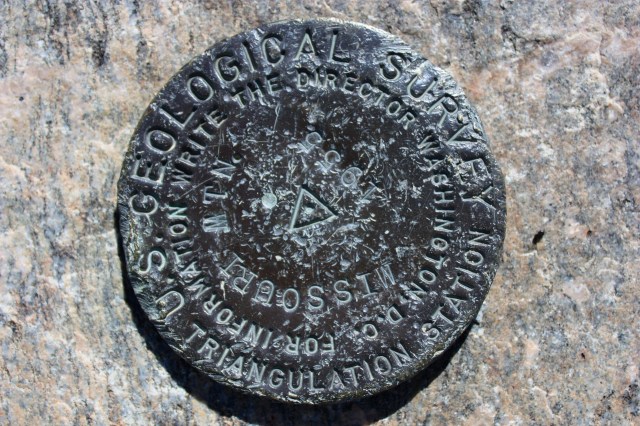 U.S. GEOLOGICAL SURVEY
TRIANGULATION STATION
FOR INFORMATION WRITE THE DIRECTOR WASHINGTON, D.C.
MISSOURI MTN.